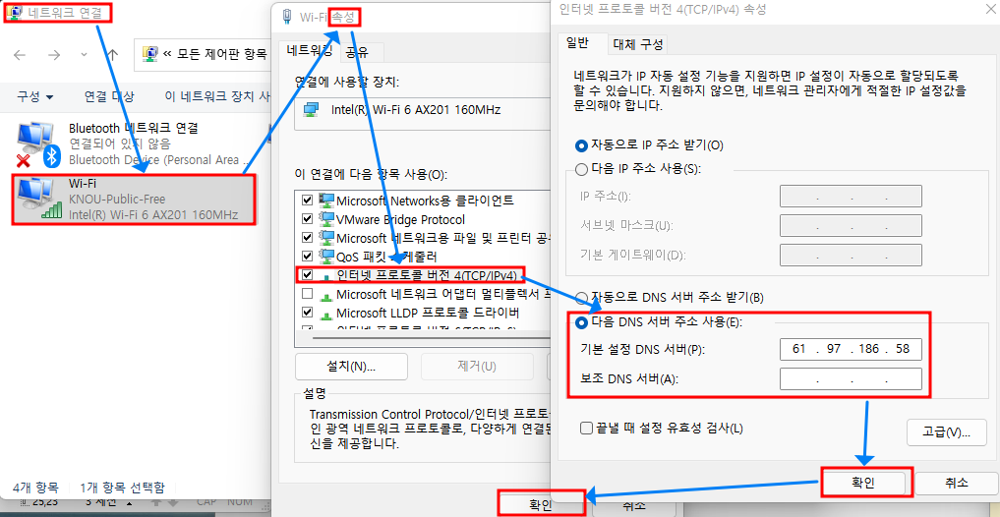 네트워크 연결
« 모든 제어판 항목
구성
연결 대상
이 네트워크 장치 사
Bluetooth 네트워크 연결
연결되어 있지 않음
Bluetooth Device (Personal Area ...
Wi-Fi
KNOU-Public-Free
Intel(R) Wi-Fi 6 AX201 160MHz
4개 항목
1개 항목 선택함
25,23
3 세션
CAP
NUM
Wi-Fi 속성
네트워킹
공유
연결에 사용할 장치:
Intel(R) Wi-Fi 6 AX201 160MHz
이 연결에 다음 항목 사용(O):
Microsoft Networks용 클라이언트
VMware Bridge Protocol
Microsoft 네트워크용 파일 및 프린터 공유
QoS 패킷 스케줄러
인터넷 프로토콜 버전 4(TCP/IPv4)
Microsoft 네트워크 어댑터 멀티플렉서 프
Microsoft LLDP 프로토콜 드라이버
설치(N)...
제거(U)
설명
Transmission Control Protocol/인터넷 프로토콜
인 광역 네트워크 프로토콜로, 다양하게 연결된
신을 제공합니다.
확인
취소
인터넷 프로토콜 버전 4(TCP/IPv4) 속성
일반
대체 구성
네트워크가 IP 자동 설정 기능을 지원하면 IP 설정이 자동으로 할당되도록
할 수 있습니다. 지원하지 않으면, 네트워크 관리자에게 적절한 IP 설정값을
문의해야 합니다.
자동으로 IP 주소 받기(O)
다음 IP 주소 사용(S):
IP 주소(I):
서브넷 마스크(U):
기본 게이트웨이(D):
자동으로 DNS 서버 주소 받기(B)
다음 DNS 서버 주소 사용(E):
기본 설정 DNS 서버(P):
61 . 97 . 186 . 58
보조 DNS 서버(A):
끝낼 때 설정 유효성 검사(L)
고급(V)...
확인
취소